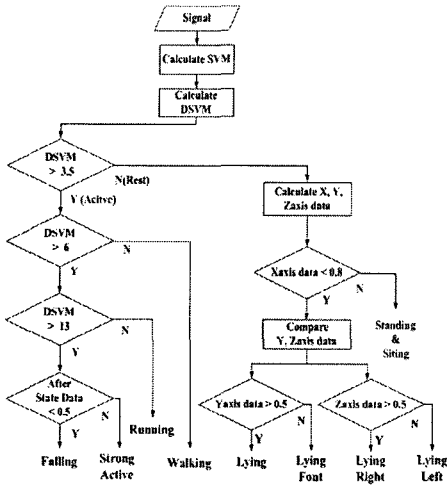 Signal
Calculate SVM
Calculate
DSVM
DSVM
> 3.5
N(Rest)
Y (Acitve)
Calculate X, Y,
Zaxis data
DSVM
> 6
N
Y
Xaxis data < 0.8
Y
N
DSVM
> 13
N
Y
Compare
Y, Zaxis data
Standing
&
Siting
After
State Data
< 0.5
Y
N
Yaxis data > 0.5
N
Y
Zaxis data > 0.5
N
Y
Running
Falling
Strong
Active
Walking
Lying
Lying
Font
Lying
Right
Lying
Left